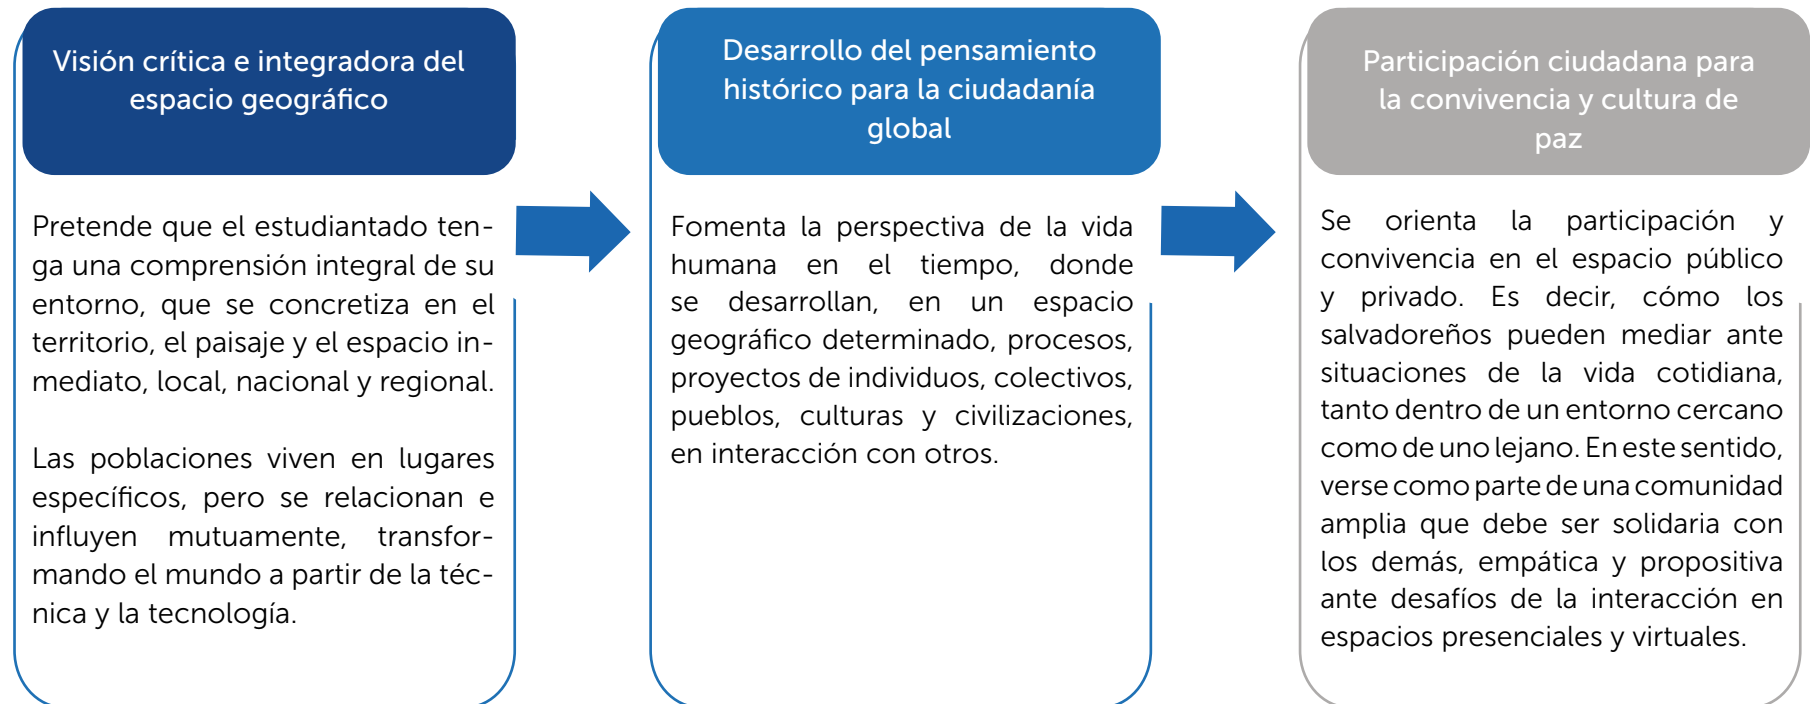 Visión crítica e integradora del
espacio geográfico
Pretende que el estudiantado ten-
ga una comprensión integral de su
entorno, que se concretiza en el
territorio, el paisaje y el espacio in-
mediato, local, nacional y regional.
Las poblaciones viven en lugares
específicos, pero se relacionan e
influyen mutuamente, transfor-
mando el mundo a partir de la téc-
nica y la tecnología.
Desarrollo del pensamiento
histórico para la ciudadanía
global
Fomenta la perspectiva de la vida
humana en el tiempo, donde
se desarrollan, en un espacio
geográfico determinado, procesos,
proyectos de individuos, colectivos,
pueblos, culturas y civilizaciones,
en interacción con otros.
Participación ciudadana para
la convivencia y cultura de
paz
Se orienta la participación y
convivencia en el espacio público
y privado. Es decir, cómo los
salvadoreños pueden mediar ante
situaciones de la vida cotidiana,
tanto dentro de un entorno cercano
como de uno lejano. En este sentido,
verse como parte de una comunidad
amplia que debe ser solidaria con
los demás, empática y propositiva
ante desafíos de la interacción en
espacios presenciales y virtuales.